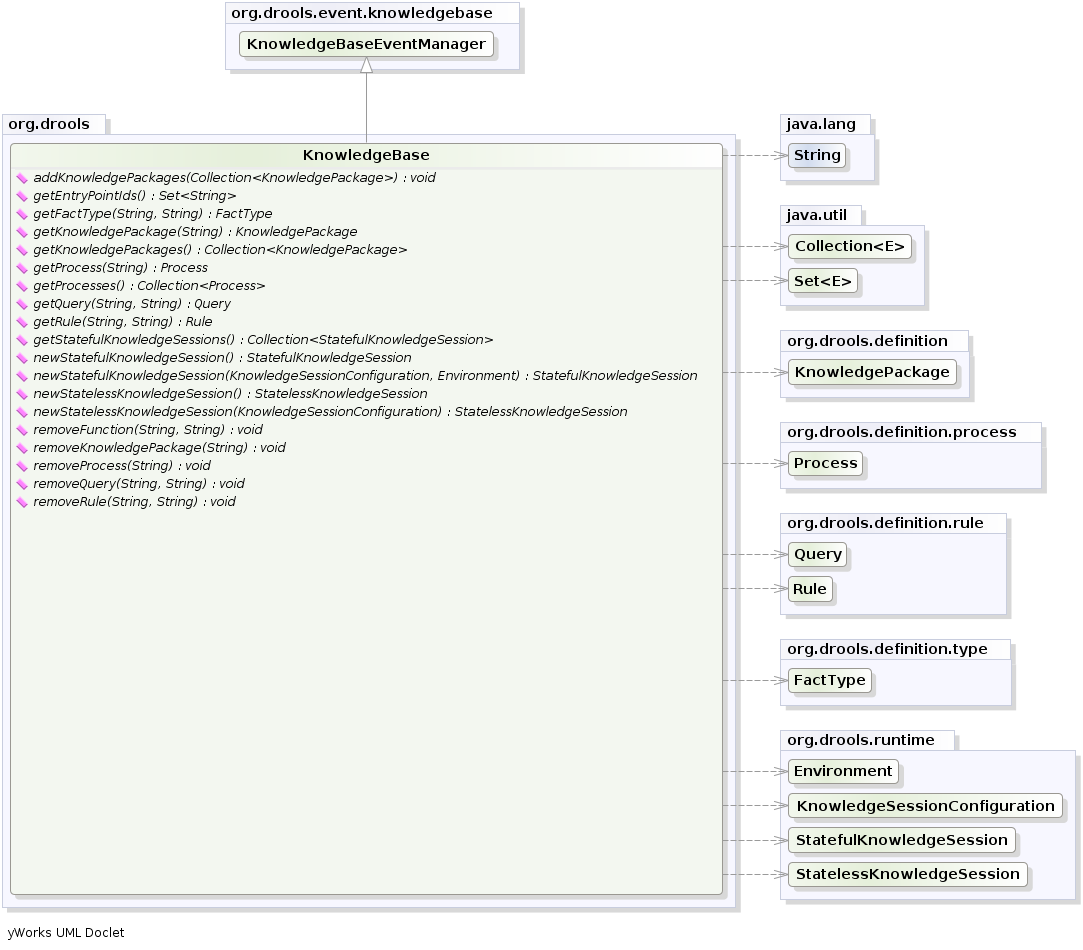 org.drools.event.knowledgebase
KnowledgeBaseEventManager
org.drools
KnowledgeBase
addKnowledgePackages(Collection<KnowledgePackage>) : void
getEntryPointIds() : Set<String>
getFactType(String, String) : FactType
getKnowledgePackage(String) : KnowledgePackage
getKnowledgePackages() : Collection<KnowledgePackage>
getProcess(String) : Process
getProcesses() : Collection<Process>
getQuery(String, String) : Query
getRule(String, String) : Rule
getStatefulKnowledgeSessions() : Collection<StatefulKnowledgeSession>
newStatefulKnowledgeSession() : StatefulKnowledgeSession
newStatefulKnowledgeSession(KnowledgeSessionConfiguration, Environment) : StatefulKnowledgeSession
newStatelessKnowledgeSession() : StatelessKnowledgeSession
newStatelessKnowledgeSession(KnowledgeSessionConfiguration) : StatelessKnowledgeSession
removeFunction(String, String) : void
removeKnowledgePackage(String) : void
removeProcess(String) : void
removeQuery(String, String) : void
removeRule(String, String) : void
java.lang
String
java.util
Collection<E>
Set<E>
org.drools.definition
KnowledgePackage
org.drools.definition.process
Process
org.drools.definition.rule
Query
Rule
org.drools.definition.type
FactType
org.drools.runtime
Environment
KnowledgeSessionConfiguration
StatefulKnowledgeSession
StatelessKnowledgeSession
yWorks UML Doclet